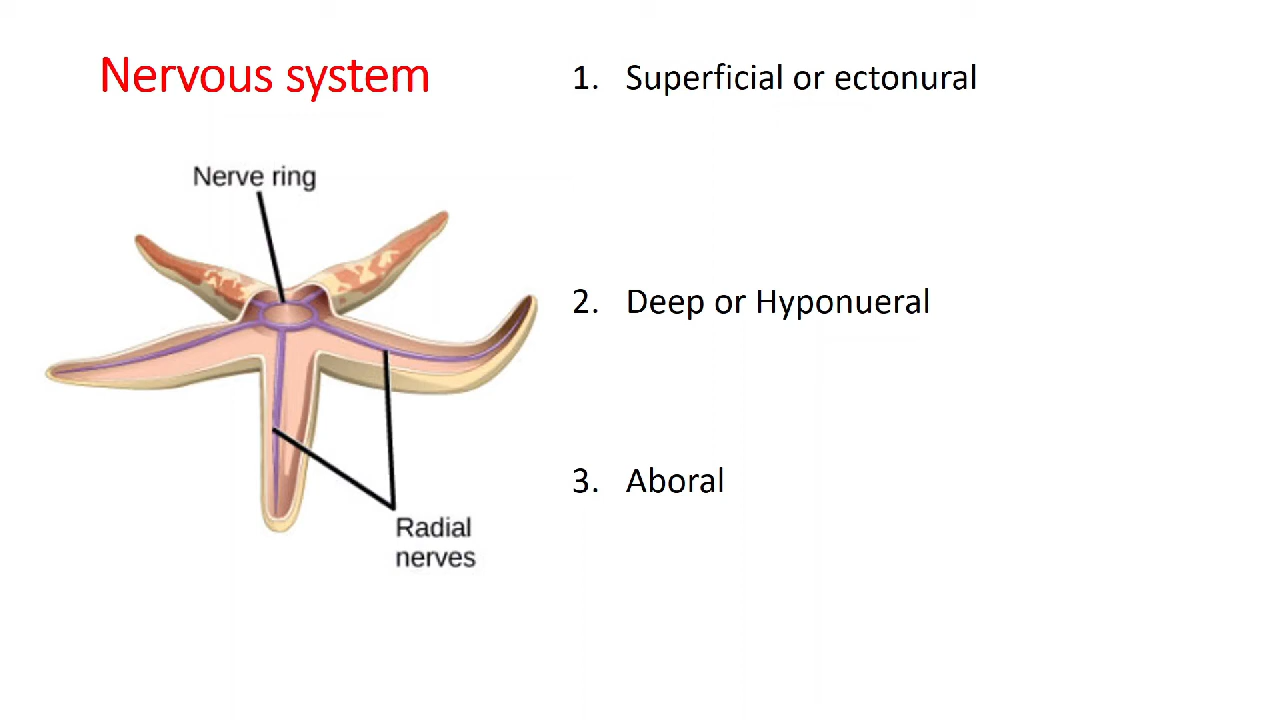 Nervous system
Nerve ring
Radial
nerves
1. Superficial or ectonural
2. Deep or Hyponueral
3. Aboral